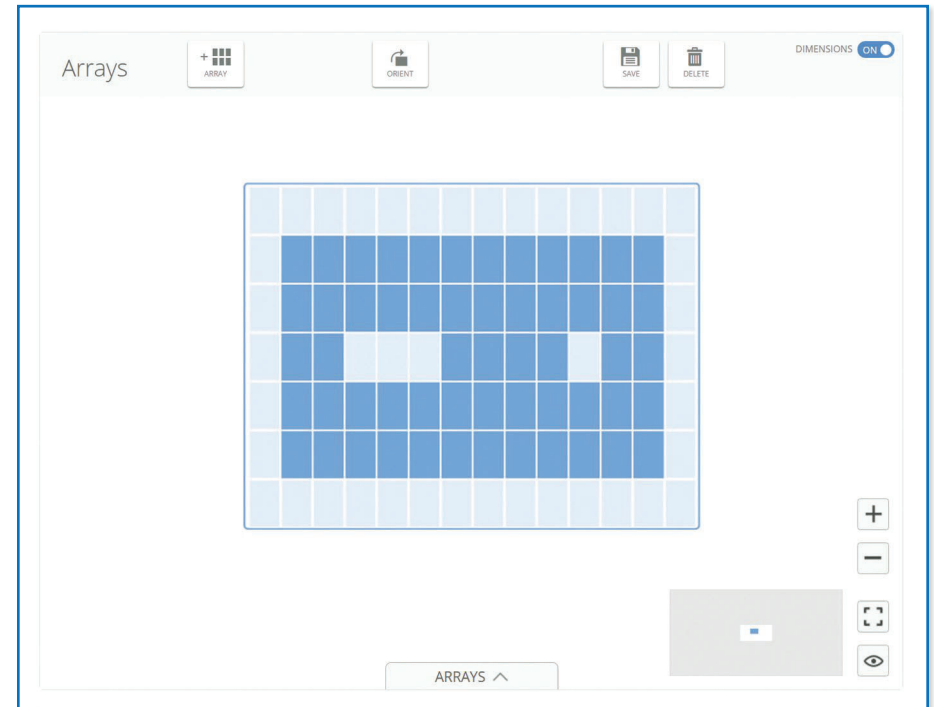 Arrays
+
ARRAY
ORIENT
SAVE
DELETE
DIMENSIONS ON
ARRAYS